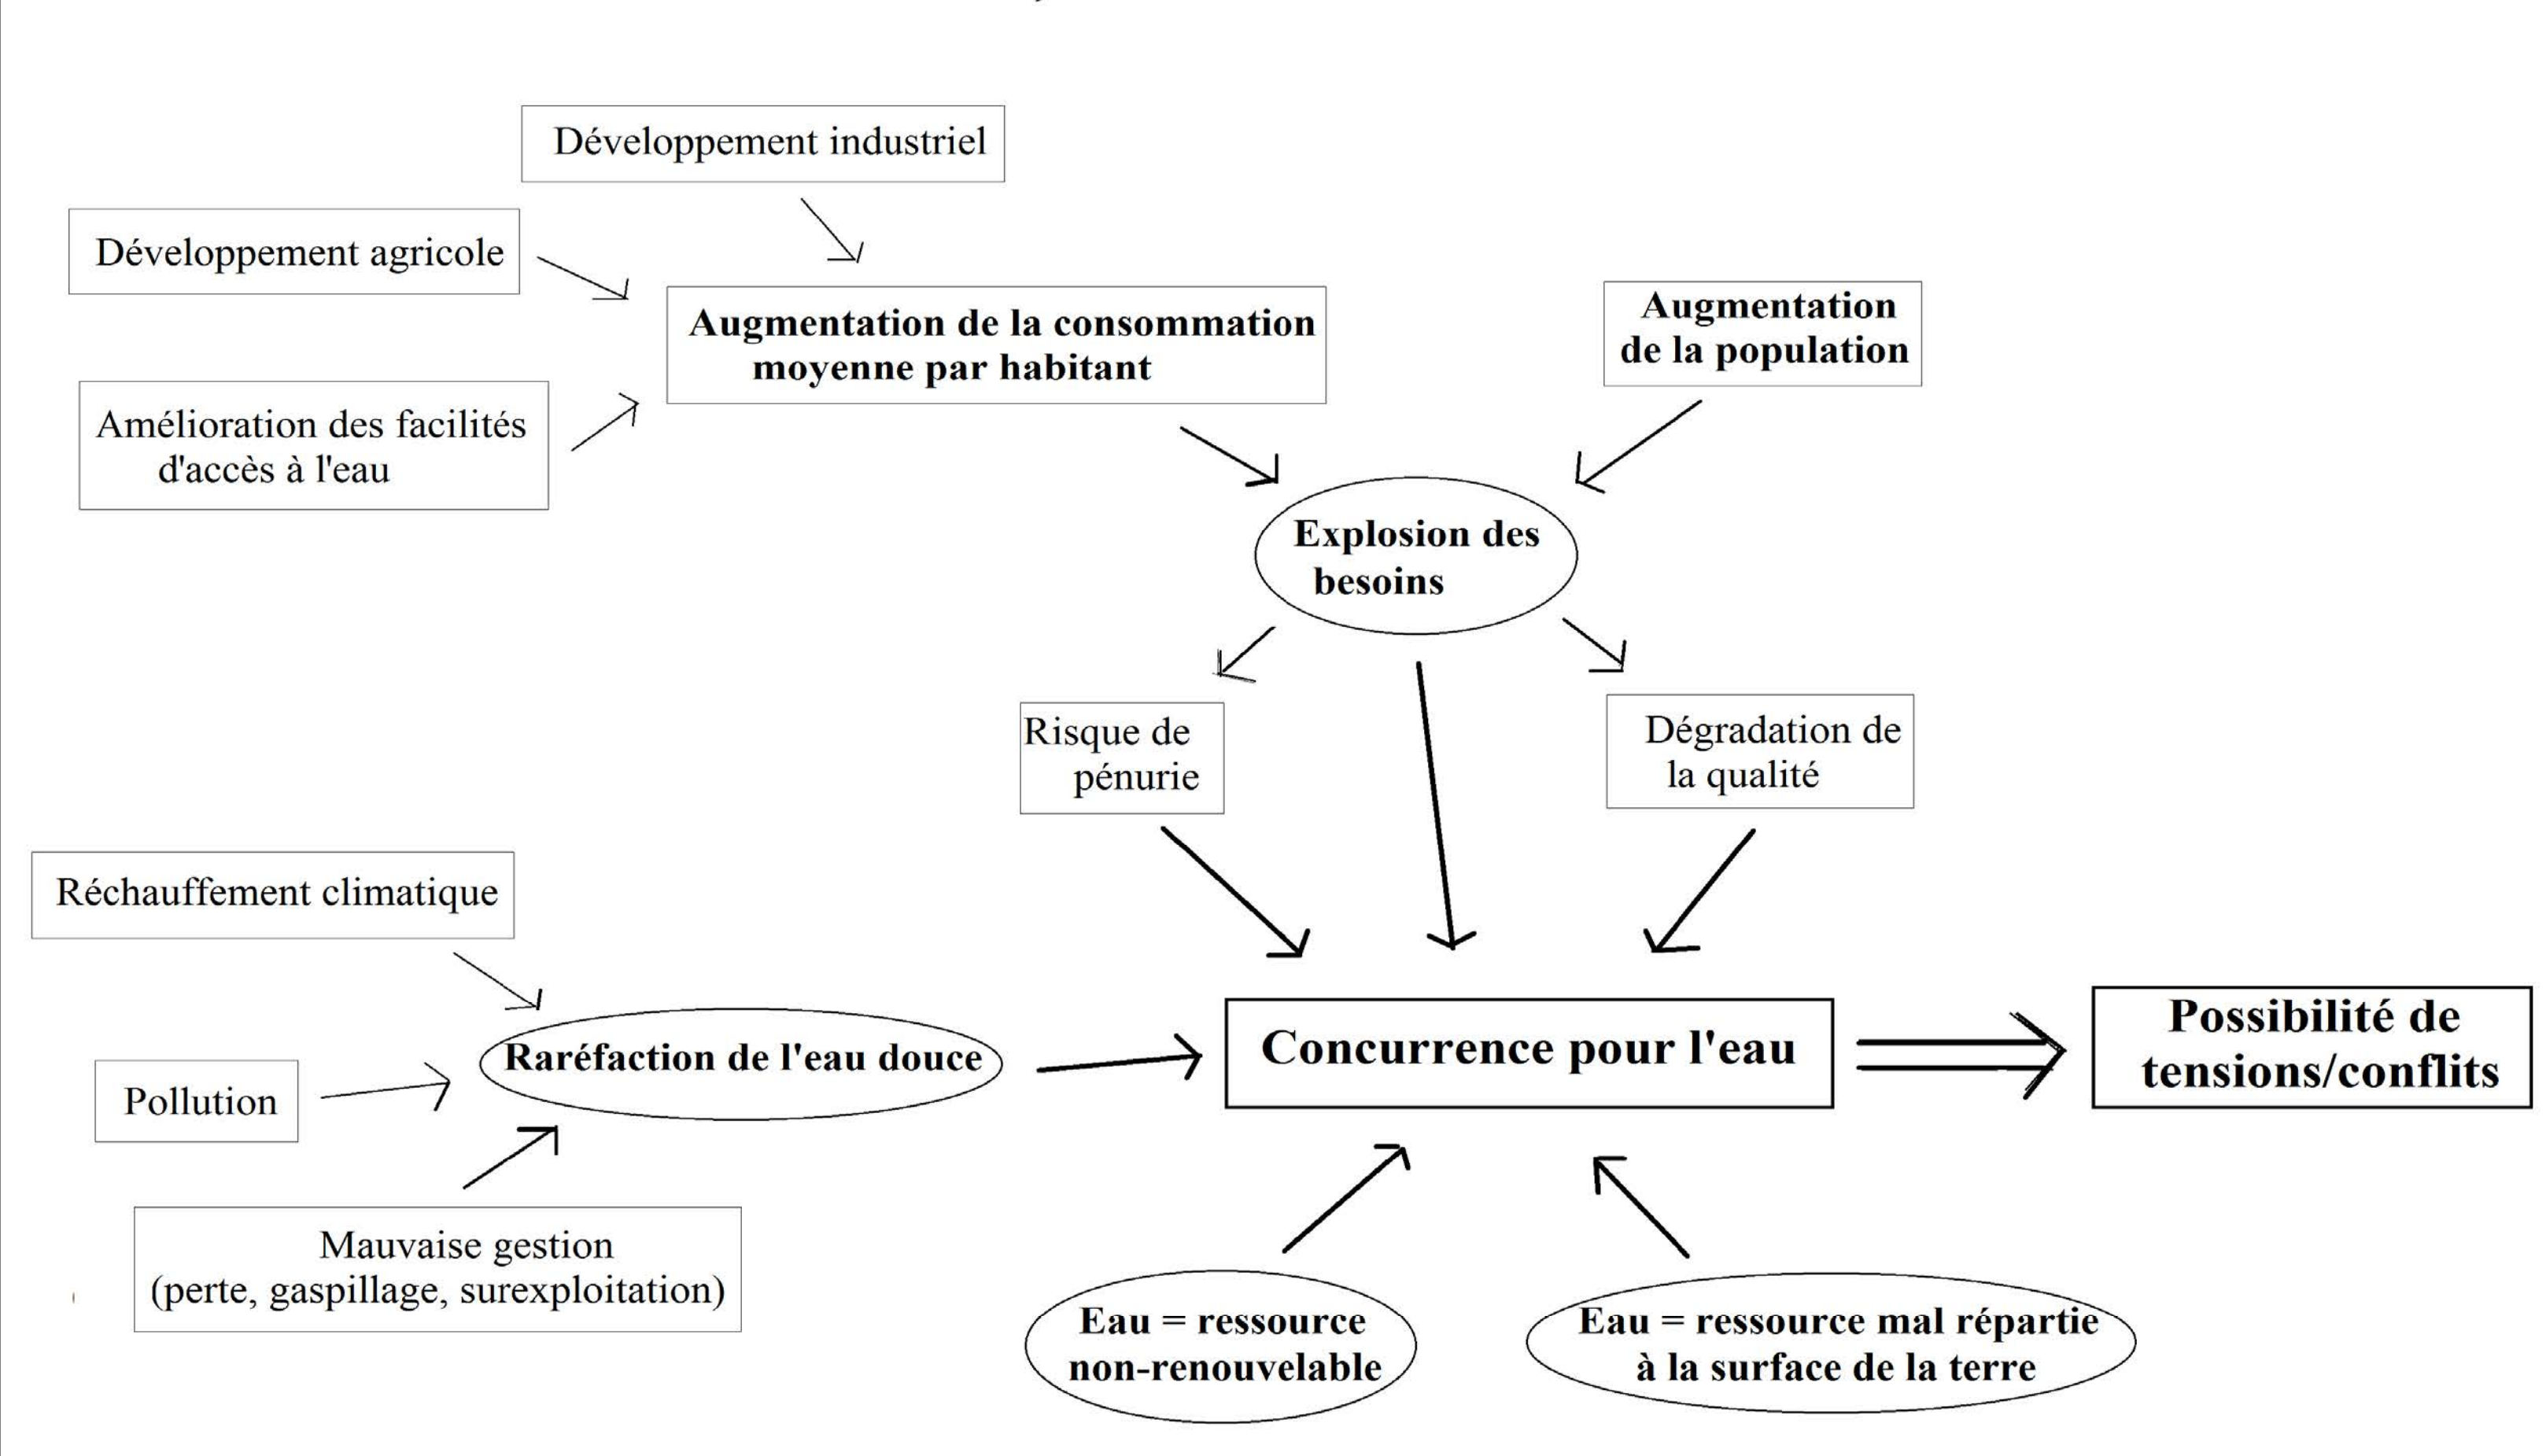 Développement industriel
Développement agricole
Augmentation de la consommation
moyenne par habitant
Augmentation
de la population
Amélioration des facilités
d'accès à l'eau
Explosion des
besoins
Risque de
pénurie
Dégradation de
la qualité
Réchauffement climatique
Raréfaction de l'eau douce
Concurrence pour l'eau
Possibilité de
tensions/conflits
Pollution
Mauvaise gestion
(perte, gaspillage, surexploitation)
Eau = ressource
non-renouvelable
Eau = ressource mal répartie
à la surface de la terre